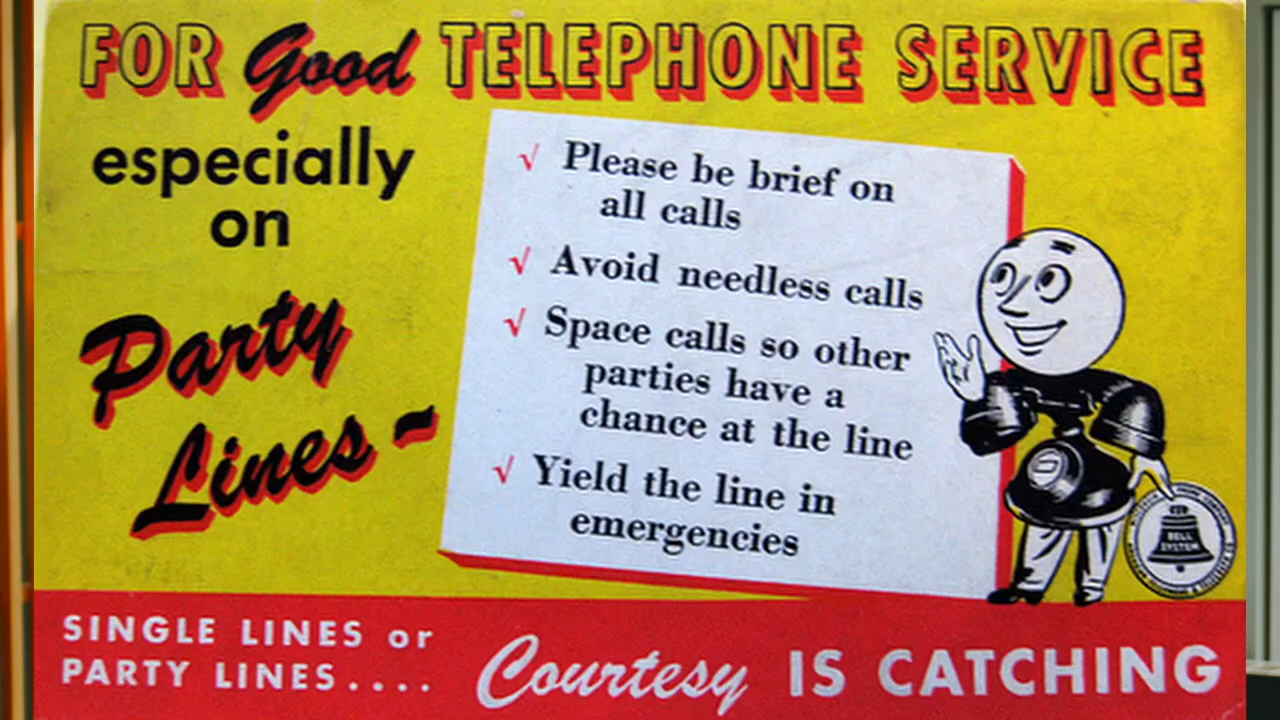 FOR Good TELEPHONE SERVICE
especially
on
Party
Lines-
√ Please be brief on
all calls
√ Avoid needless calls
√ Space calls so other
parties have a
chance at the line
√ Yield the line in
emergencies
BELL
SYSTEM
SINGLE LINES or
PARTY LINES....
Courtesy IS CATCHING